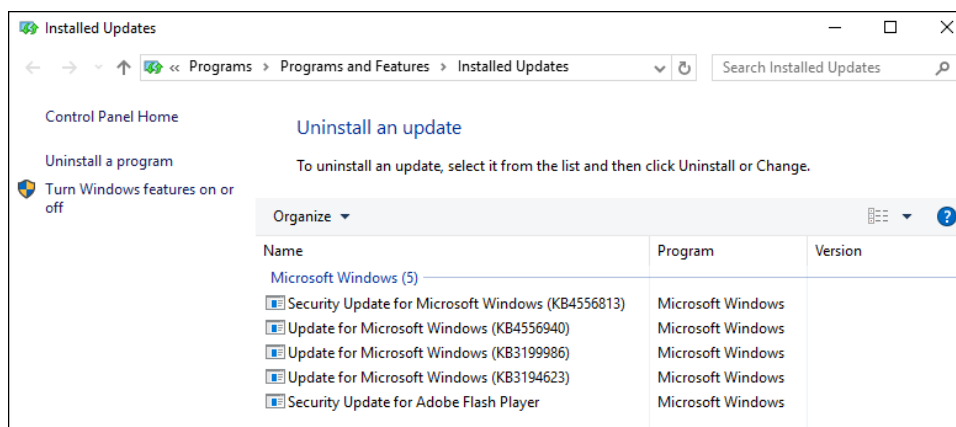 Installed Updates
« Programs > Programs and Features > Installed Updates
Search Installed Updates
Control Panel Home
Uninstall a program
Turn Windows features on or
off
Uninstall an update
To uninstall an update, select it from the list and then click Uninstall or Change.
Organize
Name Program Version
Microsoft Windows (5)
Security Update for Microsoft Windows (KB4556813) Microsoft Windows
Update for Microsoft Windows (KB4556940) Microsoft Windows
Update for Microsoft Windows (KB3199986) Microsoft Windows
Update for Microsoft Windows (KB3194623) Microsoft Windows
Security Update for Adobe Flash Player Microsoft Windows